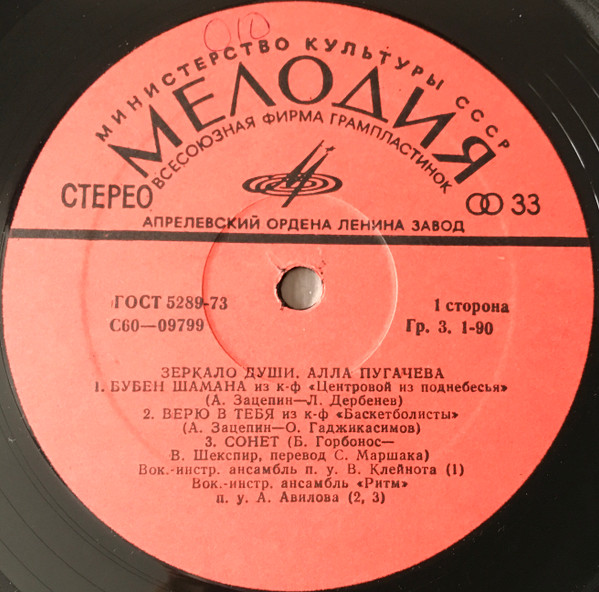 010
МИНИСТЕРСТВО КУЛЬТУРЫ СССР
МЕЛОДИЯ
ВСЕСОЮЗНАЯ ФИРМА ГРАМПЛАСТИНОК
СТЕРЕО
33
АПРЕЛЕВСКИЙ ОРДЕНА ЛЕНИНА ЗАВОД
ГОСТ 5289-73
С60—09799
1 сторона
Гр. 3. 1-90
ЗЕРКАЛО ДУШИ. АЛЛА ПУГАЧЕВА
1. БУБЕН ШАМАНА из к-ф «Центровой из поднебесья»
(А. Зацепин—Л. Дербенев)
2. ВЕРЮ В ТЕБЯ из к-ф «Баскетболисты»
(А. Зацепин—О. Гаджикасимов)
3. СОНЕТ (Б. Горбонос—
В. Шекспир, перевод С. Маршака)
Вок.-инстр. ансамбль п. у. В. Клейнота (1)
Вок.-инстр. ансамбль «Ритм»
п. у. А. Авилова (2, 3)